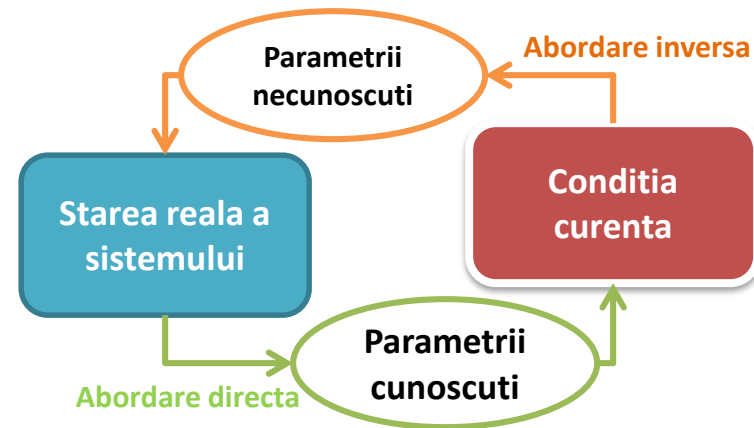 Parametrii
necunoscuti
Abordare inversa
Starea reala a
sistemului
Conditia
curenta
Parametrii
cunoscuti
Abordare directa